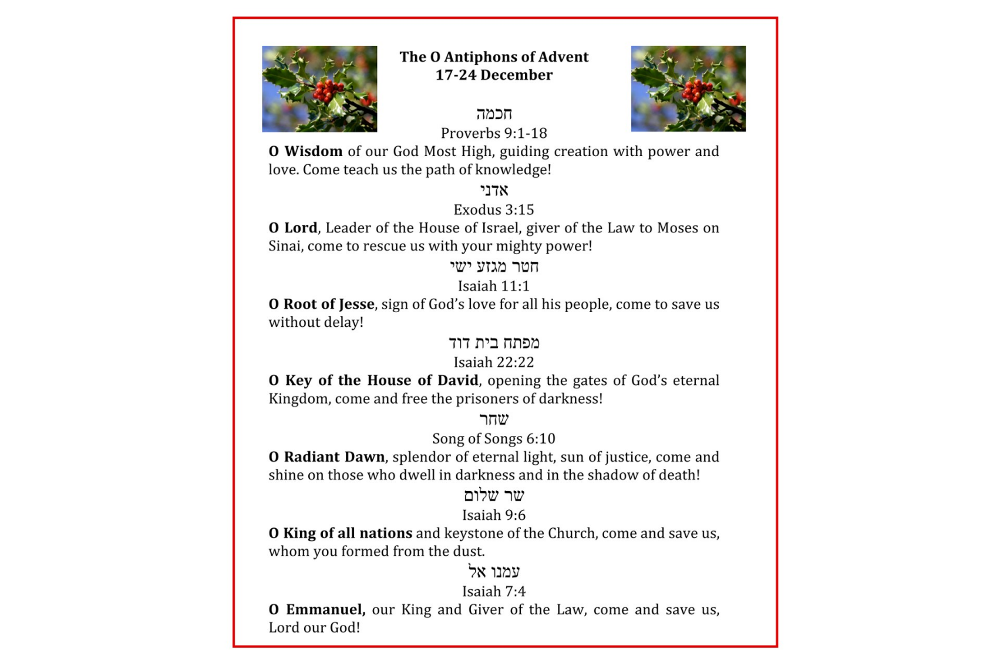 The O Antiphons of Advent
17-24 December
חכמה
Proverbs 9:1-18
O Wisdom of our God Most High, guiding creation with power and
love. Come teach us the path of knowledge!
אדני
Exodus 3:15
O Lord, Leader of the House of Israel, giver of the Law to Moses on
Sinai, come to rescue us with your mighty power!
חטר מגזע ישי
Isaiah 11:1
O Root of Jesse, sign of God’s love for all his people, come to save us
without delay!
מפתח בית דוד
Isaiah 22:22
O Key of the House of David, opening the gates of God’s eternal
Kingdom, come and free the prisoners of darkness!
שחר
Song of Songs 6:10
O Radiant Dawn, splendor of eternal light, sun of justice, come and
shine on those who dwell in darkness and in the shadow of death!
שר שלום
Isaiah 9:6
O King of all nations and keystone of the Church, come and save us,
whom you formed from the dust.
עמנו אל
Isaiah 7:4
O Emmanuel, our King and Giver of the Law, come and save us,
Lord our God!